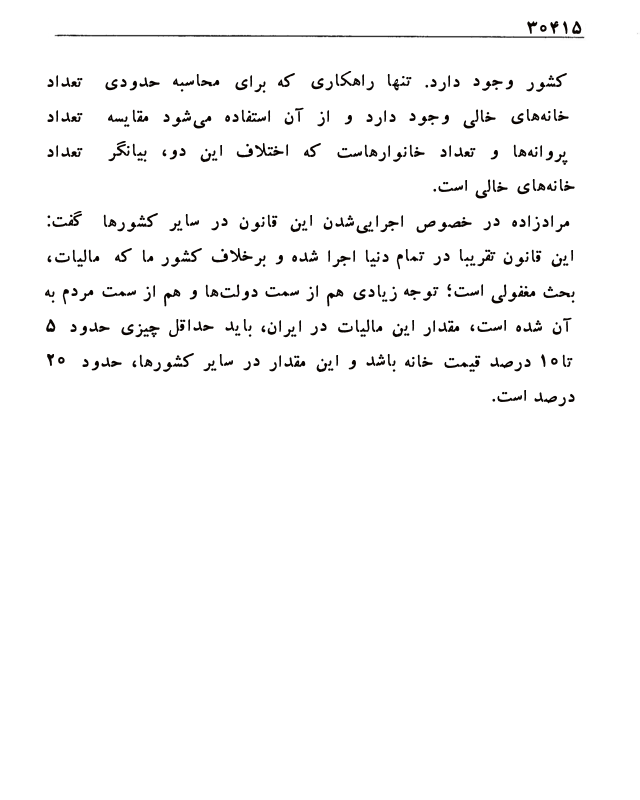 ۳۰۴۱۵
کشور وجود دارد. تنها راهکاری که برای محاسبه حدودی تعداد
خانه‌های خالی وجود دارد و از آن استفاده می‌شود مقایسه تعداد
پروانه‌ها و تعداد خانوارهاست که اختلاف این دو، بیانگر تعداد
خانه‌های خالی است.
مرادزاده در خصوص اجرایی‌شدن این قانون در سایر کشورها گفت:
این قانون تقریبا در تمام دنیا اجرا شده و برخلاف کشور ما که مالیات،
بحث مغفولی است؛ توجه زیادی هم از سمت دولت‌ها و هم از سمت مردم به
آن شده است، مقدار این مالیات در ایران، باید حداقل چیزی حدود ۵
تا۱۰ درصد قیمت خانه باشد و این مقدار در سایر کشورها، حدود ۲۰
درصد است.